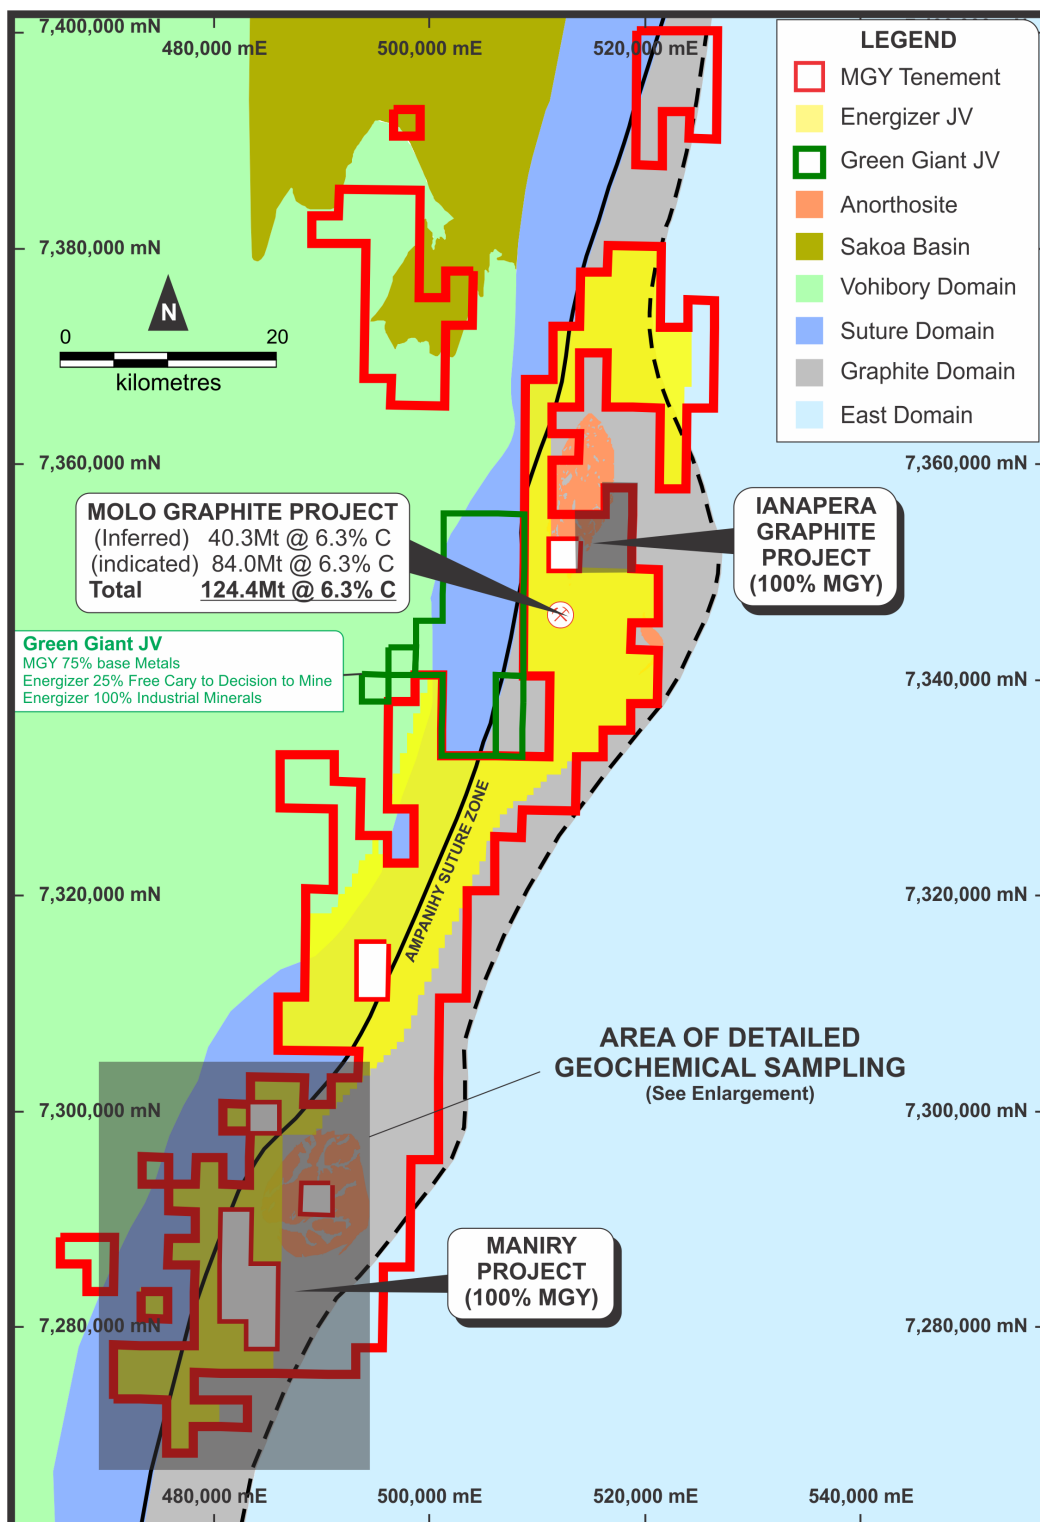 7,400,000 mN
480,000 mE
500,000 mE
520,000 mE
LEGEND
MGY Tenement
Energizer JV
Green Giant JV
Anorthosite
Sakoa Basin
Vohibory Domain
Suture Domain
Graphite Domain
East Domain
7,380,000 mN
N
0 20
kilometres
7,360,000 mN
7,360,000 mN
MOLO GRAPHITE PROJECT
(Inferred) 40.3Mt @ 6.3% C
(indicated) 84.0Mt @ 6.3% C
Total 124.4Mt @ 6.3% C
IANAPERA
GRAPHITE
PROJECT
(100% MGY)
Green Giant JV
MGY 75% base Metals
Energizer 25% Free Cary to Decision to Mine
Energizer 100% Industrial Minerals
7,340,000 mN
AMPANIHY SUTURE ZONE
7,320,000 mN
7,320,000 mN
AREA OF DETAILED
GEOCHEMICAL SAMPLING
(See Enlargement)
7,300,000 mN
7,300,000 mN
MANIRY
PROJECT
(100% MGY)
7,280,000 mN
7,280,000 mN
480,000 mE
500,000 mE
520,000 mE
540,000 mE